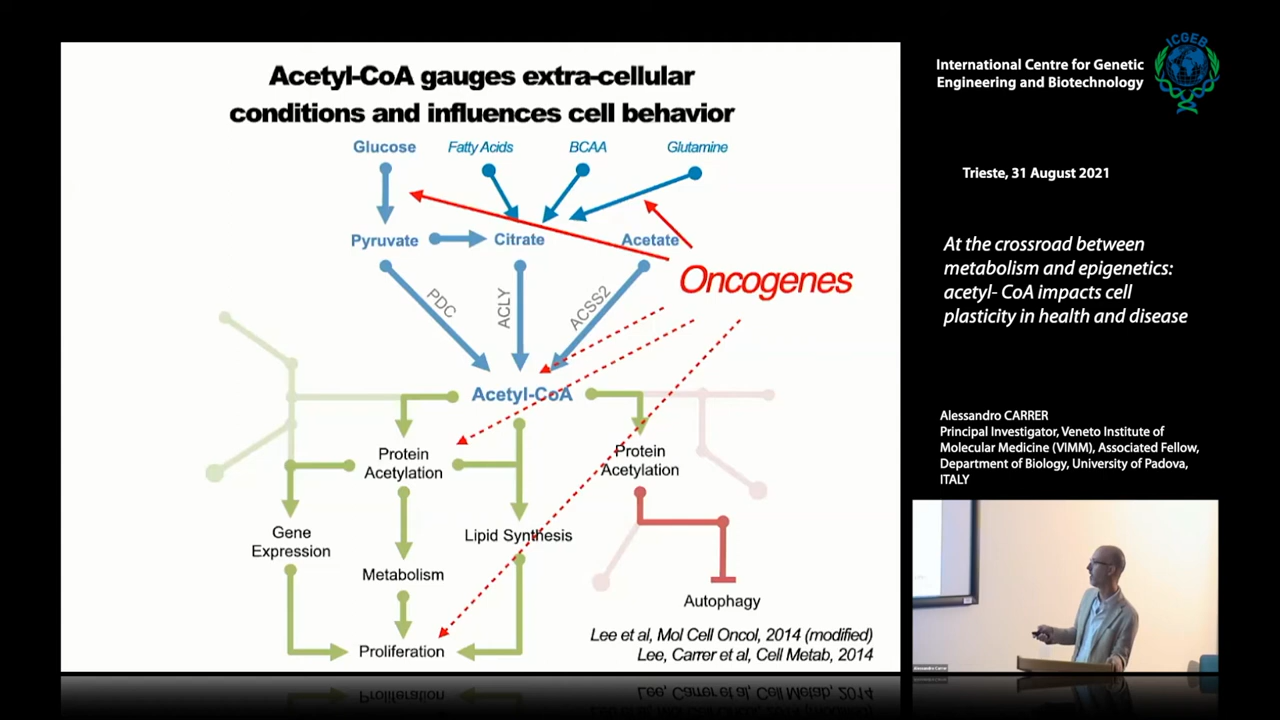 Acetyl-CoA gauges extra-cellular
conditions and influences cell behavior
Glucose
Fatty Acids
BCAA
Glutamine
Pyruvate
Citrate
Acetate
Oncogenes
PDC
ACLY
ACSS2
Acetyl-CoA
Protein
Acetylation
Protein
Acetylation
Gene
Expression
Lipid Synthesis
Metabolism
Autophagy
Proliferation
Lee et al, Mol Cell Oncol, 2014 (modified)
Lee, Carrer et al, Cell Metab, 2014
International Centre for Genetic
Engineering and Biotechnology
ICGEB
Trieste, 31 August 2021
At the crossroad between
metabolism and epigenetics:
acetyl- CoA impacts cell
plasticity in health and disease
Alessandro CARRER
Principal Investigator, Veneto Institute of
Molecular Medicine (VIMM), Associated Fellow,
Department of Biology, University of Padova,
ITALY
Alessandro Carrer